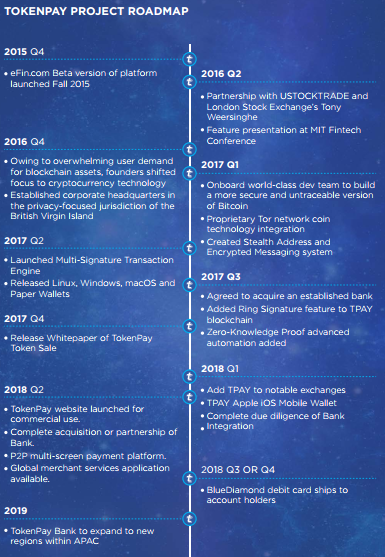 TOKENPAY PROJECT ROADMAP
2015 Q4
• eFin.com Beta version of platform
launched Fall 2015
2016 Q2
• Partnership with USTOCKTRADE and
London Stock Exchange's Tony
Weersinghe
• Feature presentation at MIT Fintech
Conference
2016 Q4
• Owing to overwhelming user demand
for blockchain assets, founders shifted
focus to cryptocurrency technology
• Established corporate headquarters in
the privacy-focused jurisdiction of the
British Virgin Island
2017 Q1
• Onboard world-class dev team to build
a more secure and untraceable version
of Bitcoin
• Proprietary Tor network coin
technology integration
• Created Stealth Address and
Encrypted Messaging system
2017 Q2
• Launched Multi-Signature Transaction
Engine
• Released Linux, Windows, macOS and
Paper Wallets
2017 Q3
• Agreed to acquire an established bank
• Added Ring Signature feature to TPAY
blockchain
• Zero-Knowledge Proof advanced
automation added
2017 Q4
• Release Whitepaper of TokenPay
Token Sale
2018 Q1
• Add TPAY to notable exchanges
• TPAY Apple iOS Mobile Wallet
• Complete due diligence of Bank
Integration
2018 Q2
• TokenPay website launched for
commercial use.
• Complete acquisition or partnership of
Bank.
• P2P multi-screen payment platform.
• Global merchant services application
available.
2018 Q3 OR Q4
• BlueDiamond debit card ships to
account holders
2019
• TokenPay Bank to expand to new
regions within APAC